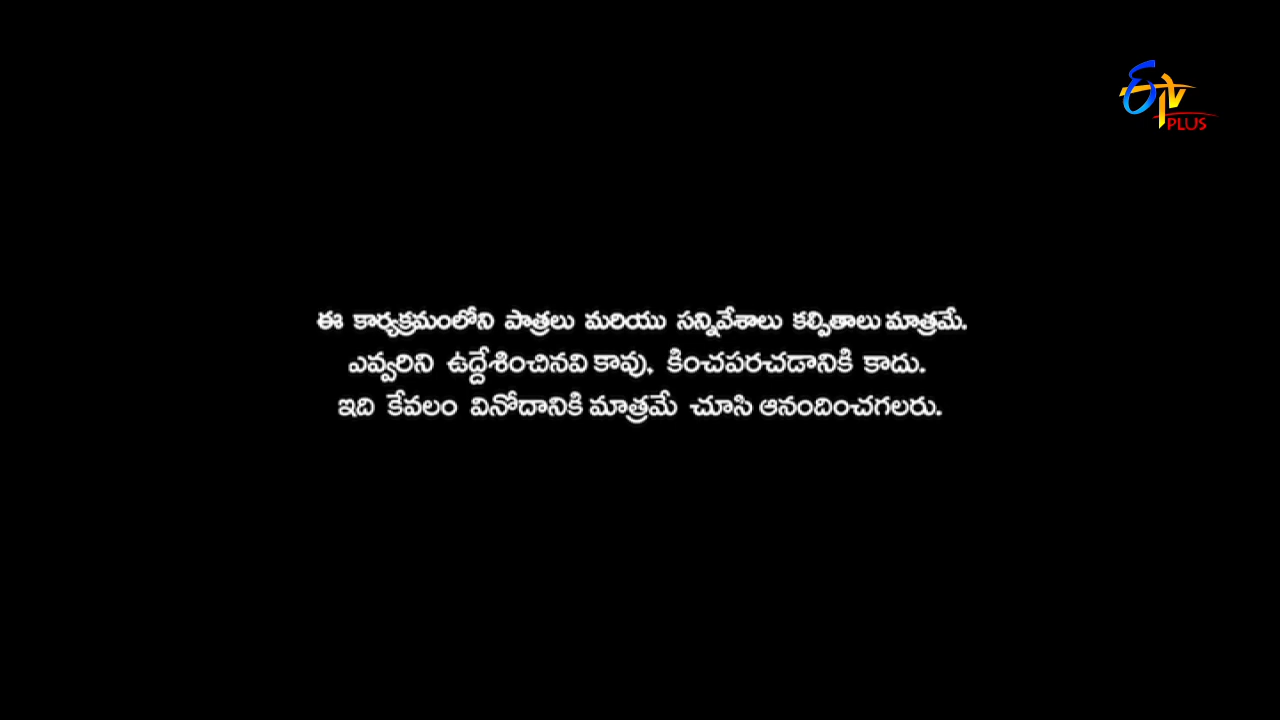 ETV
PLUS
ఈ కార్యక్రమంలోని పాత్రలు మరియు సన్నివేశాలు కల్పితాలు మాత్రమే.
ఎవ్వరిని ఉద్దేశించినవి కావు, కించపరచడానికి కాదు.
ఇది కేవలం వినోదానికి మాత్రమే చూసి ఆనందించగలరు.